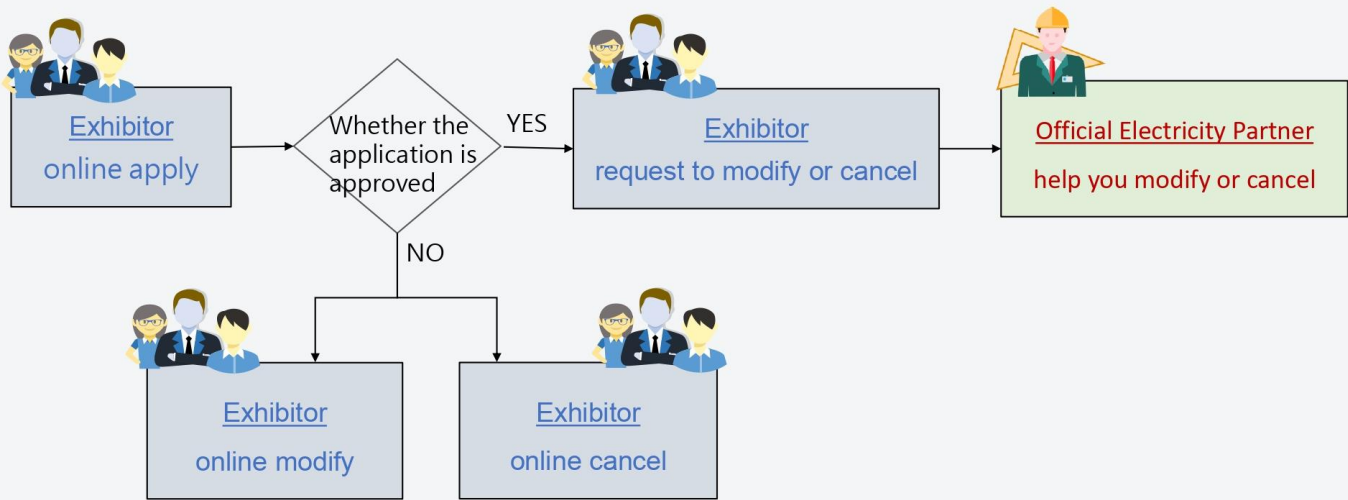 Exhibitor
online apply
Whether the
application is
approved
YES
Exhibitor
request to modify or cancel
Official Electricity Partner
help you modify or cancel
NO
Exhibitor
online modify
Exhibitor
online cancel